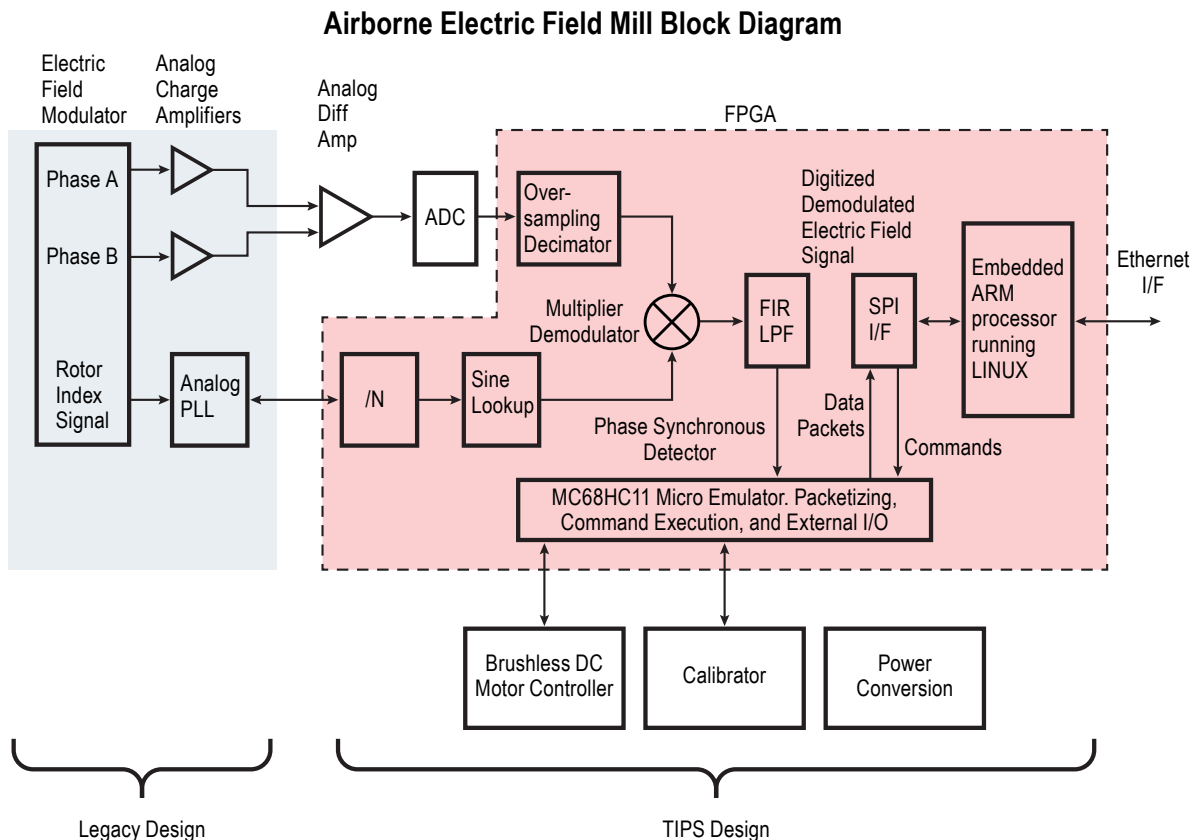 Airborne Electric Field Mill Block Diagram
Electric
Field
Modulator
Analog
Charge
Amplifiers
Analog
Diff
Amp
FPGA
Phase A
Phase B
Rotor
Index
Signal
Analog
PLL
ADC
Over-
sampling
Decimator
Digitized
Demodulated
Electric Field
Signal
Multiplier
Demodulator
FIR
LPF
SPI
I/F
Embedded
ARM
processor
running
LINUX
Ethernet
I/F
/N
Sine
Lookup
Phase Synchronous
Detector
Data
Packets
Commands
MC68HC11 Micro Emulator. Packetizing,
Command Execution, and External I/O
Brushless DC
Motor Controller
Calibrator
Power
Conversion
Legacy Design
TIPS Design